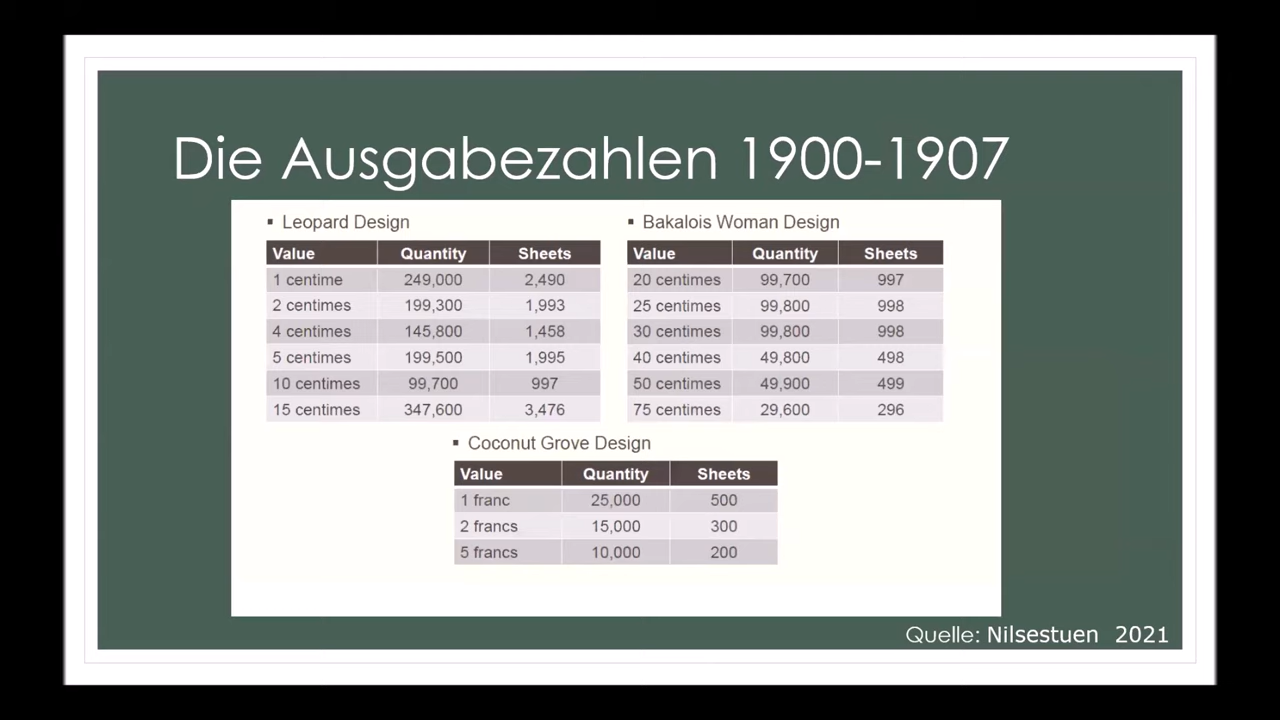 Die Ausgabezahlen 1900-1907
▪ Leopard Design
Value Quantity Sheets
1 centime 249,000 2,490
2 centimes 199,300 1,993
4 centimes 145,800 1,458
5 centimes 199,500 1,995
10 centimes 99,700 997
15 centimes 347,600 3,476
▪ Bakalois Woman Design
Value Quantity Sheets
20 centimes 99,700 997
25 centimes 99,800 998
30 centimes 99,800 998
40 centimes 49,800 498
50 centimes 49,900 499
75 centimes 29,600 296
▪ Coconut Grove Design
Value Quantity Sheets
1 franc 25,000 500
2 francs 15,000 300
5 francs 10,000 200
Quelle: Nilsestuen 2021